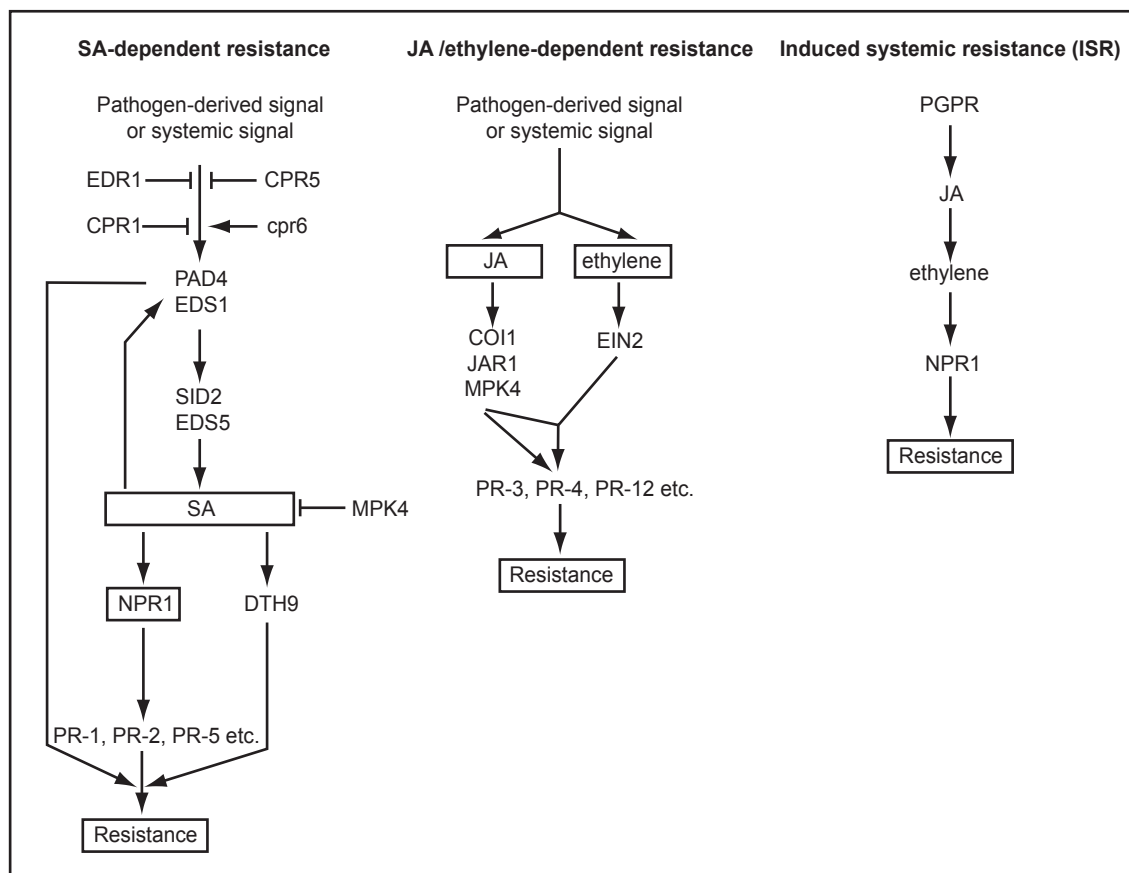 SA-dependent resistance
Pathogen-derived signal
or systemic signal
EDR1
CPR5
CPR1
cpr6
PAD4
EDS1
SID2
EDS5
SA
MPK4
NPR1
DTH9
PR-1, PR-2, PR-5 etc.
Resistance
JA /ethylene-dependent resistance
Pathogen-derived signal
or systemic signal
JA
ethylene
COI1
JAR1
MPK4
EIN2
PR-3, PR-4, PR-12 etc.
Resistance
Induced systemic resistance (ISR)
PGPR
JA
ethylene
NPR1
Resistance